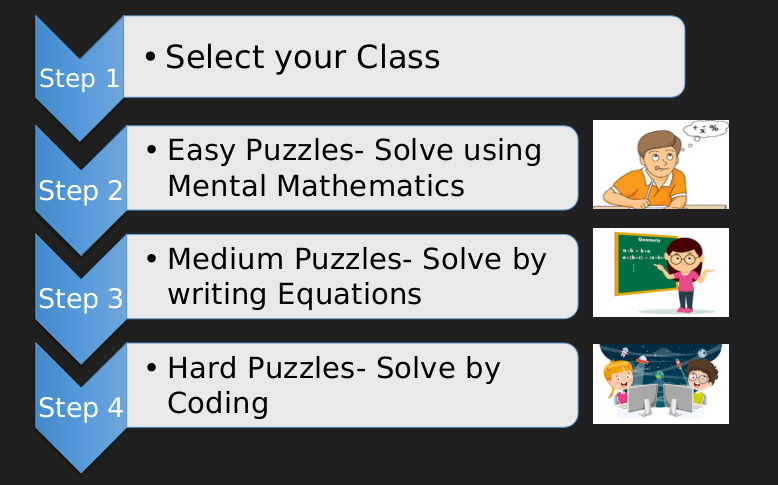 Step 1
• Select your Class
Step 2
• Easy Puzzles- Solve using
Mental Mathematics
+ x %
Step 3
• Medium Puzzles- Solve by
writing Equations
Geomerly
Step 4
• Hard Puzzles- Solve by
Coding